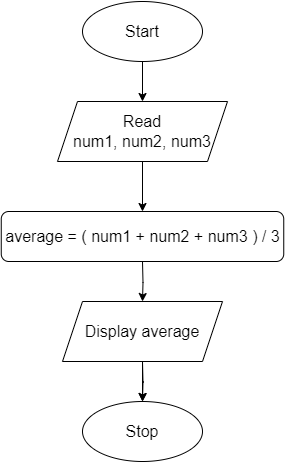 Start
Read
num1, num2, num3
average = ( num1 + num2 + num3 ) / 3
Display average
Stop